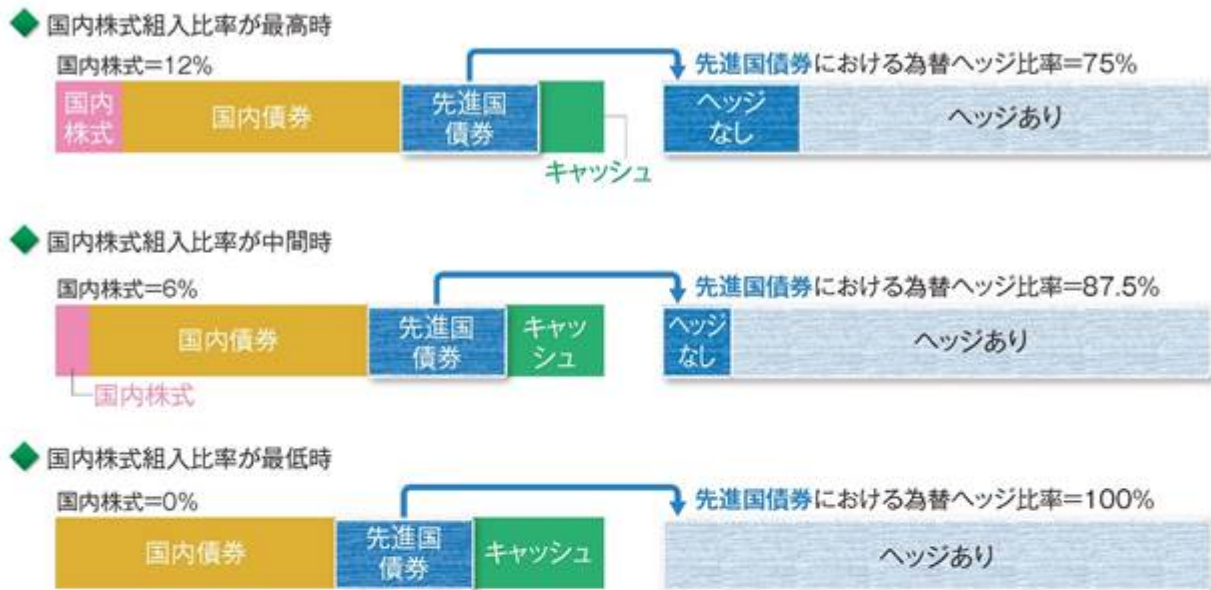 国内株式組入比率が最高時
国内株式=12%
先進国債券における為替ヘッジ比率=75%
国内
株式
国内債券
先進国
債券
キャッシュ
ヘッジ
なし
ヘッジあり
国内株式組入比率が中間時
国内株式=6%
先進国債券における為替ヘッジ比率=87.5%
国内債券
先進国
債券
キャッ
シュ
国内株式
ヘッジ
なし
ヘッジあり
国内株式組入比率が最低時
国内株式=0%
先進国債券における為替ヘッジ比率=100%
国内債券
先進国
債券
キャッシュ
ヘッジあり